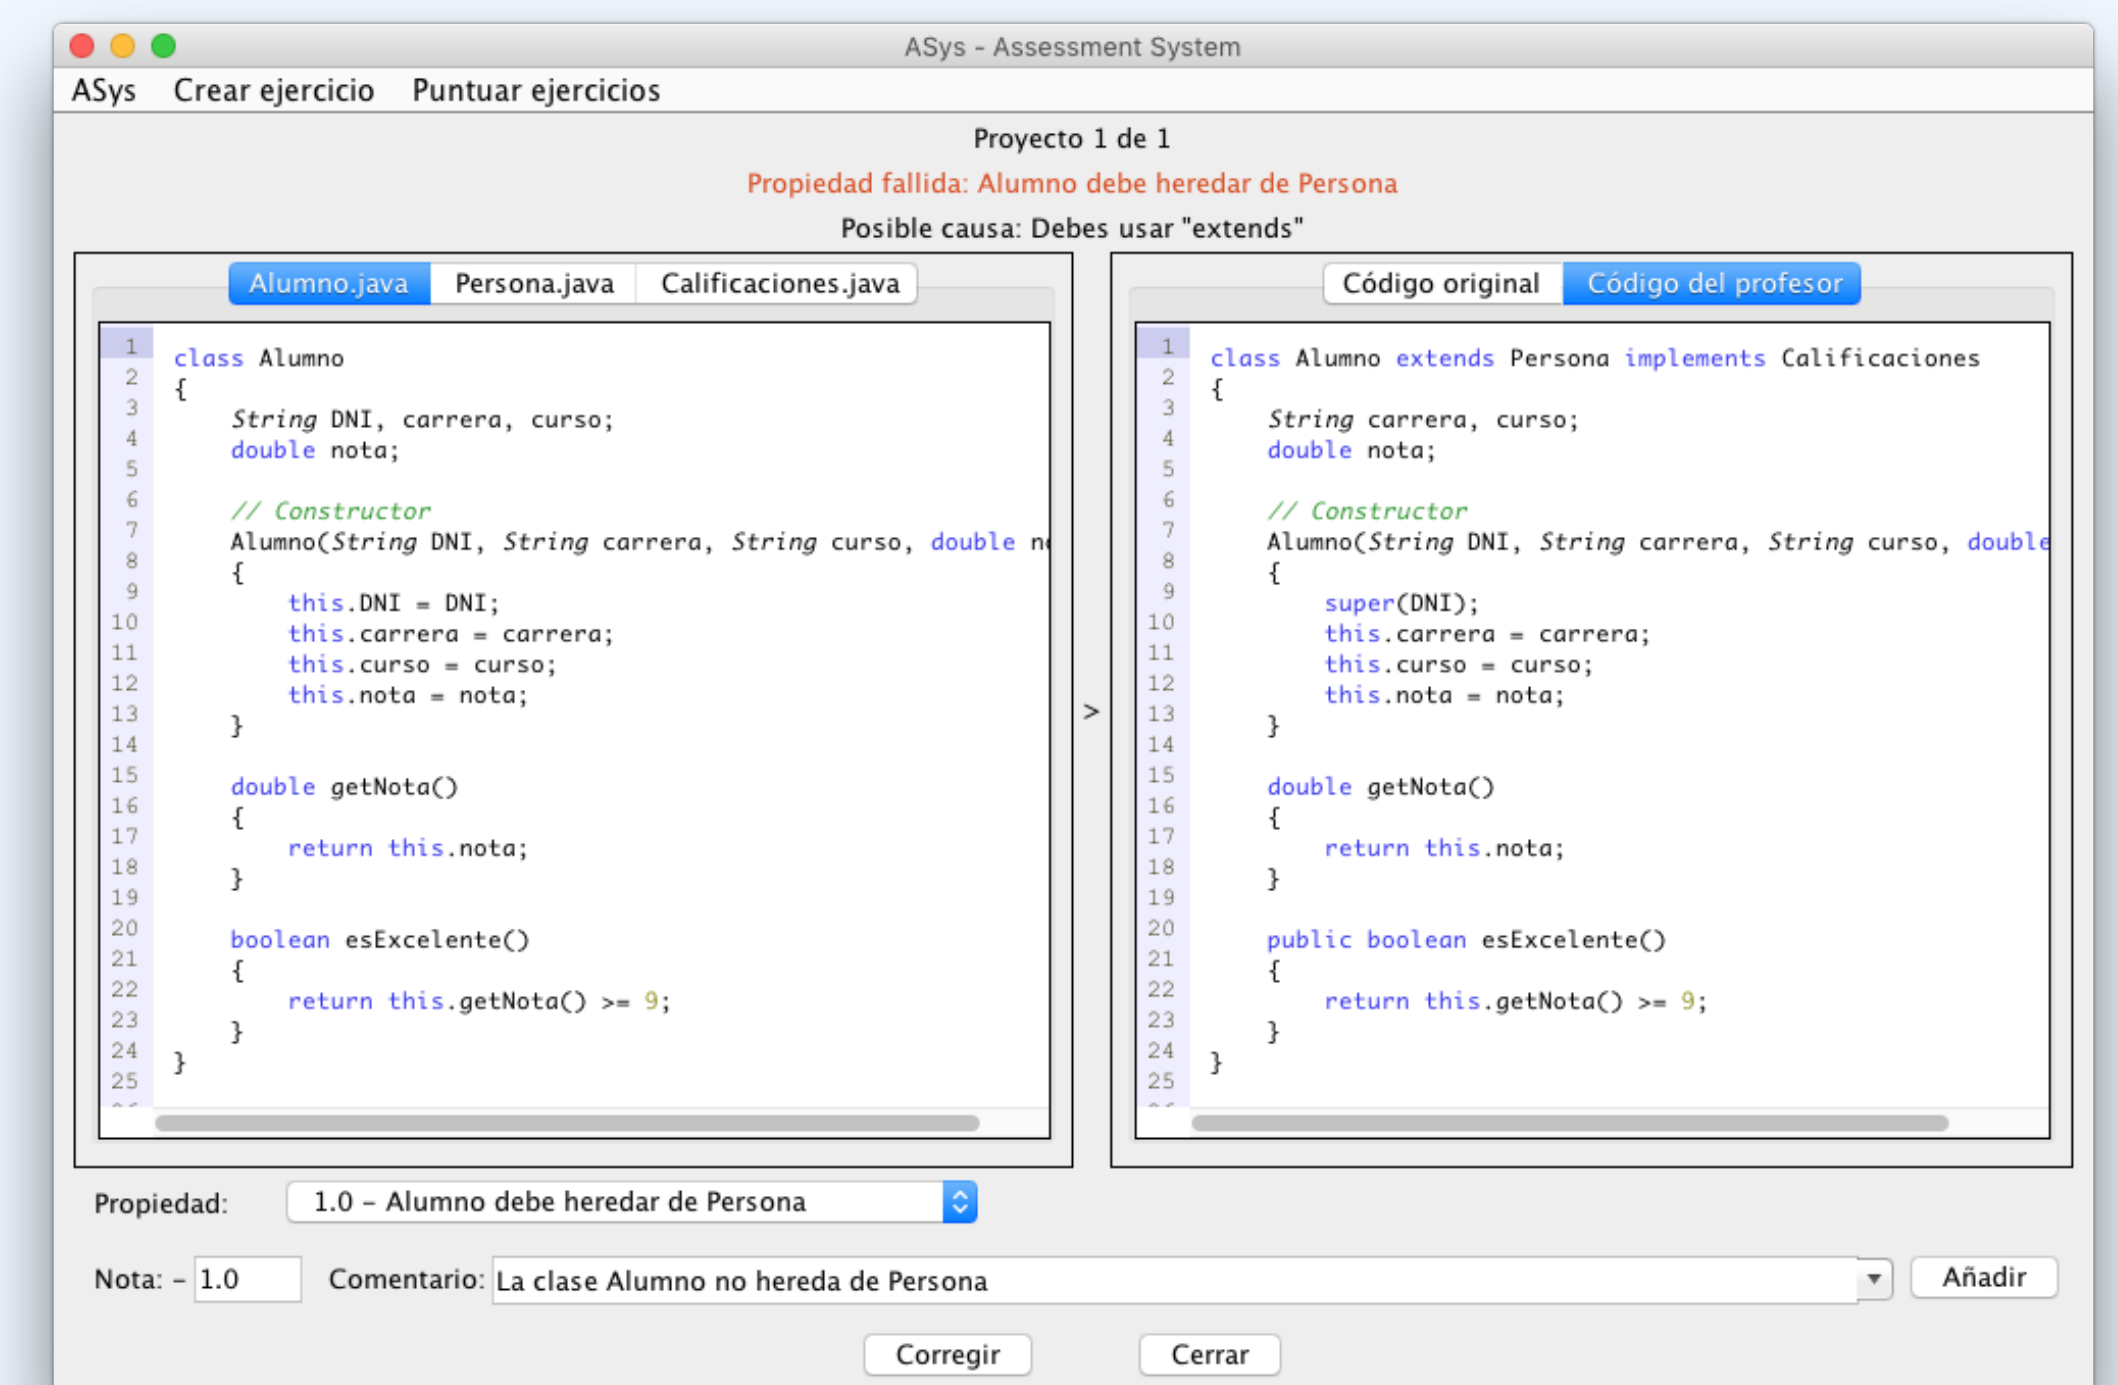 ASys - Assessment System
ASys Crear ejercicio Puntuar ejercicios
Proyecto 1 de 1
Propiedad fallida: Alumno debe heredar de Persona
Posible causa: Debes usar "extends"
Alumno.java Persona.java Calificaciones.java
1 class Alumno
2 {
3 String DNI, carrera, curso;
4 double nota;
5
6 // Constructor
7 Alumno(String DNI, String carrera, String curso, double
8 {
9 this.DNI = DNI;
10 this.carrera = carrera;
11 this.curso = curso;
12 this.nota = nota;
13 }
14
15 double getNota()
16 {
17 return this.nota;
18 }
19
20 boolean esExcelente()
21 {
22 return this.getNota() >= 9;
23 }
24 }
25
>
Código original Código del profesor
1 class Alumno extends Persona implements Calificaciones
2 {
3 String carrera, curso;
4 double nota;
5
6 // Constructor
7 Alumno(String DNI, String carrera, String curso, double
8 {
9 super(DNI);
10 this.carrera = carrera;
11 this.curso = curso;
12 this.nota = nota;
13 }
14
15 double getNota()
16 {
17 return this.nota;
18 }
19
20 public boolean esExcelente()
21 {
22 return this.getNota() >= 9;
23 }
24 }
25
Propiedad: 1.0 - Alumno debe heredar de Persona
Nota: - 1.0 Comentario: La clase Alumno no hereda de Persona Añadir
Corregir Cerrar